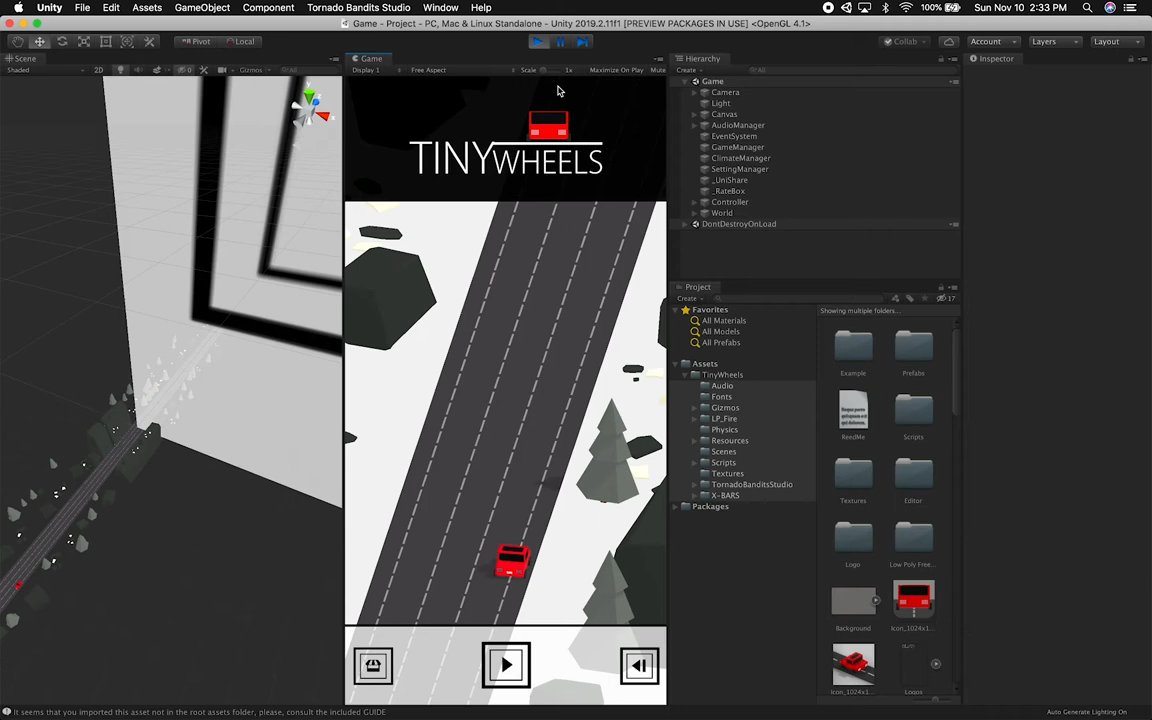 Unity File Edit Assets GameObject Component Tornado Bandits Studio Window Help 100% Sun Nov 10 2:33 PM
Game - Project - PC, Mac & Linux Standalone - Unity 2019.2.11f1 [PREVIEW PACKAGES IN USE] <OpenGL 4.1>
Pivot Local Collab Account Layers Layout
Scene Game Hierarchy Inspector
Shaded 2D 0 Gizmos All Display 1 Free Aspect Scale 1x Maximize On Play Mute Create All
Game
Camera
Light
Canvas
AudioManager
EventSystem
GameManager
ClimateManager
SettingManager
_UniShare
_RateBox
Controller
World
DontDestroyOnLoad
y
x
TINYWHEELS
Project
Create 17
Favorites
All Materials
All Models
All Prefabs
Assets
TinyWheels
Audio
Fonts
Gizmos
LP_Fire
Physics
Resources
Scenes
Scripts
Textures
TornadoBanditsStudio
X-BARS
Packages
Showing multiple folders...
Example Prefabs
ReedMe Scripts
Textures Editor
Logo Low Poly Free...
Background Icon_1024x1...
Icon_1024x1... Logos
It seems that you imported this asset not in the root assets folder, please, consult the included GUIDE
Auto Generate Lighting On